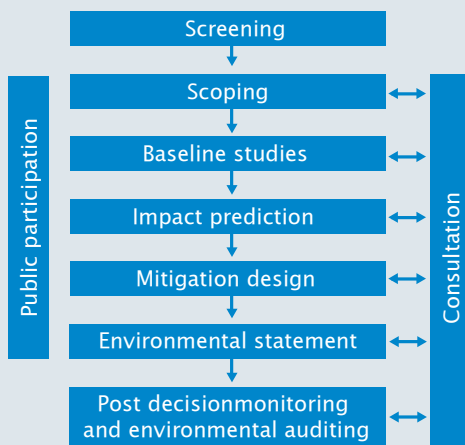 Screening
Scoping
Baseline studies
Impact prediction
Mitigation design
Environmental statement
Post decisionmonitoring
and environmental auditing
Public participation
Consultation